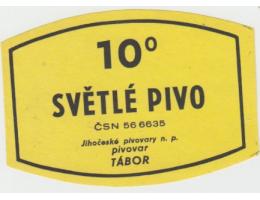 10°
SVĚTLÉ PIVO
ČSN 56 6635
Jihočeské pivovary n. p.
pivovar
TÁBOR